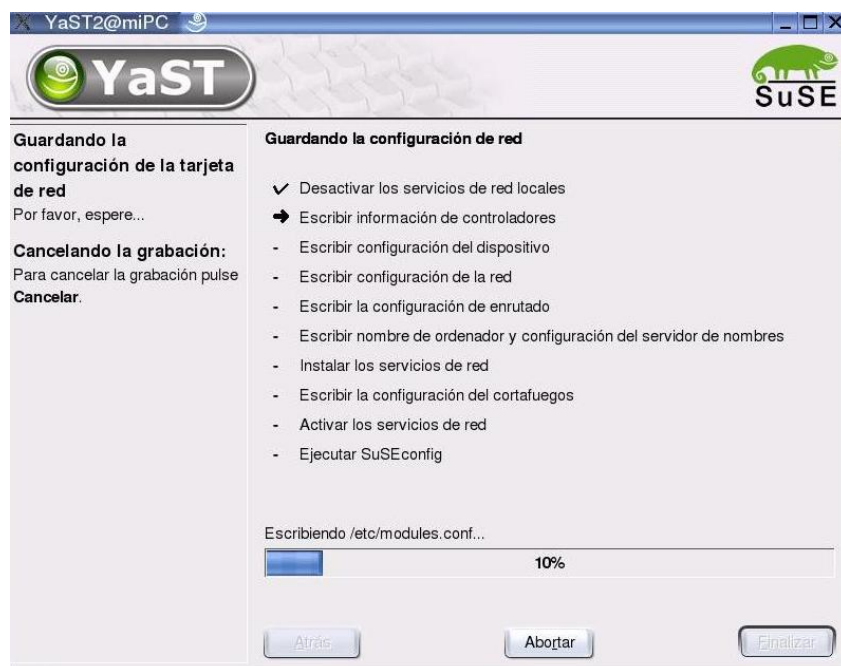 YaST2@miPC
YaST
SuSE
Guardando la
configuración de la tarjeta
de red
Por favor, espere...
Cancelando la grabación:
Para cancelar la grabación pulse
Cancelar.
Guardando la configuración de red
Desactivar los servicios de red locales
Escribir información de controladores
- Escribir configuración del dispositivo
- Escribir configuración de la red
- Escribir la configuración de enrutado
- Escribir nombre de ordenador y configuración del servidor de nombres
- Instalar los servicios de red
- Escribir la configuración del cortafuegos
- Activar los servicios de red
- Ejecutar SuSEconfig
Escribiendo /etc/modules.conf...
10%
Atrás
Abortar
Finalizar